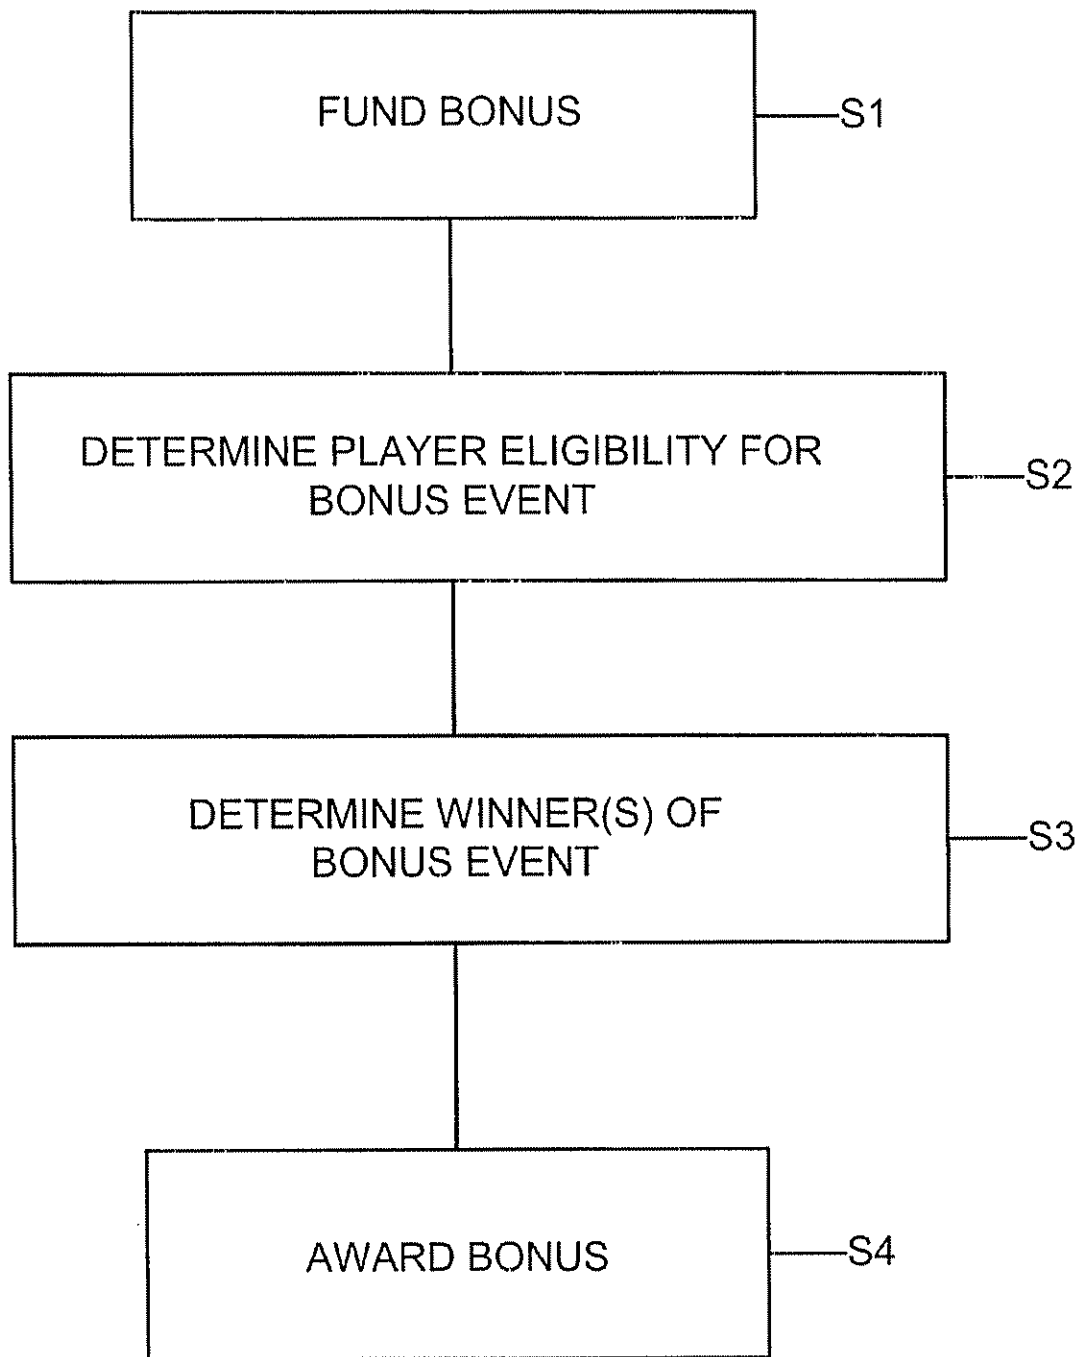 FUND BONUS
S1
DETERMINE PLAYER ELIGIBILITY FOR
BONUS EVENT
S2
DETERMINE WINNER(S) OF
BONUS EVENT
S3
AWARD BONUS
S4